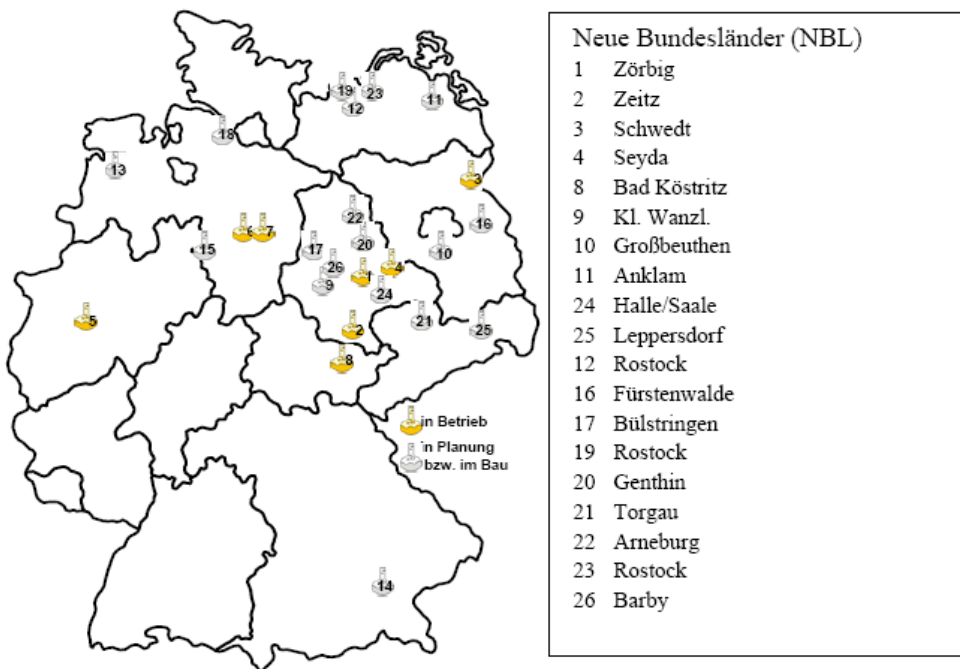 19
23
12
11
18
13
3
22
16
6
7
20
15
17
10
26
4
1
9
24
5
21
25
2
8
in Betrieb
in Planung
bzw. im Bau
14
Neue Bundesländer (NBL)
1 Zörbig
2 Zeitz
3 Schwedt
4 Seyda
8 Bad Köstritz
9 Kl. Wanzl.
10 Großbeuthen
11 Anklam
24 Halle/Saale
25 Leppersdorf
12 Rostock
16 Fürstenwalde
17 Bülstringen
19 Rostock
20 Genthin
21 Torgau
22 Arneburg
23 Rostock
26 Barby